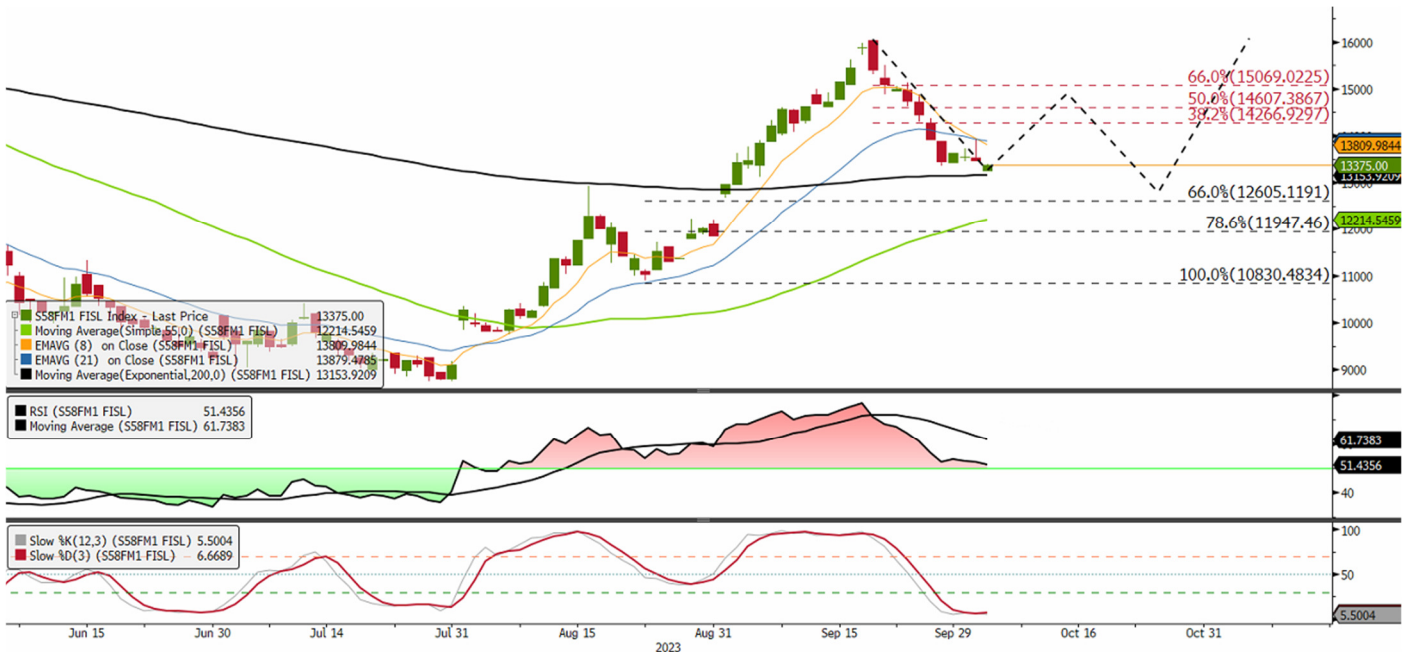 16000
66.0%(15069.0225)
15000
50.0%(14607.3867)
38.2%(14266.9297)
13809.9844
13375.00
13153.9209
13000
66.0%(12605.1191)
12214.5459
78.6%(11947.46)
12000
100.0%(10830.4834)
11000
S58FM1 FISL Index - Last Price 13375.00
10000
Moving Average(Simple,55,0) (S58FM1 FISL) 12214.5459
EMAVG (8) on Close (S58FM1 FISL) 13809.9844
EMAVG (21) on Close (S58FM1 FISL) 13879.4785
Moving Average(Exponential,200,0) (S58FM1 FISL) 13153.9209
9000
RSI (S58FM1 FISL) 51.4356
Moving Average (S58FM1 FISL) 61.7383
61.7383
51.4356
40
100
Slow %K(12,3) (S58FM1 FISL) 5.5004
Slow %D(3) (S58FM1 FISL) 6.6689
50
5.5004
Jun 15 Jun 30 Jul 14 Jul 31 Aug 15 Aug 31 Sep 15 Sep 29 Oct 16 Oct 31
2023